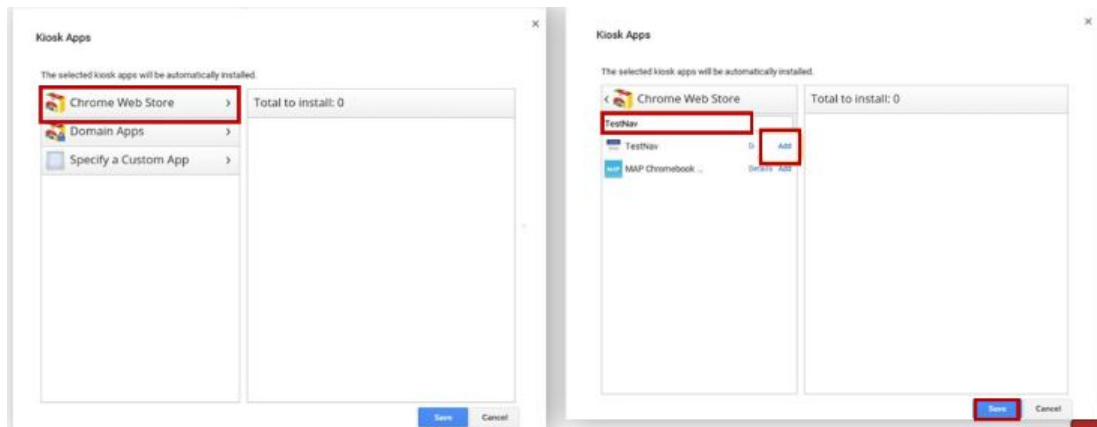 Kiosk Apps
The selected kiosk apps will be automatically installed.
Chrome Web Store
Total to install: 0
Domain Apps
Specify a Custom App
Save Cancel
Kiosk Apps
The selected kiosk apps will be automatically installed.
Chrome Web Store
Total to install: 0
TestNav
TestNav Add
MAP MAP Chromebook ... Details Add
Save Cancel